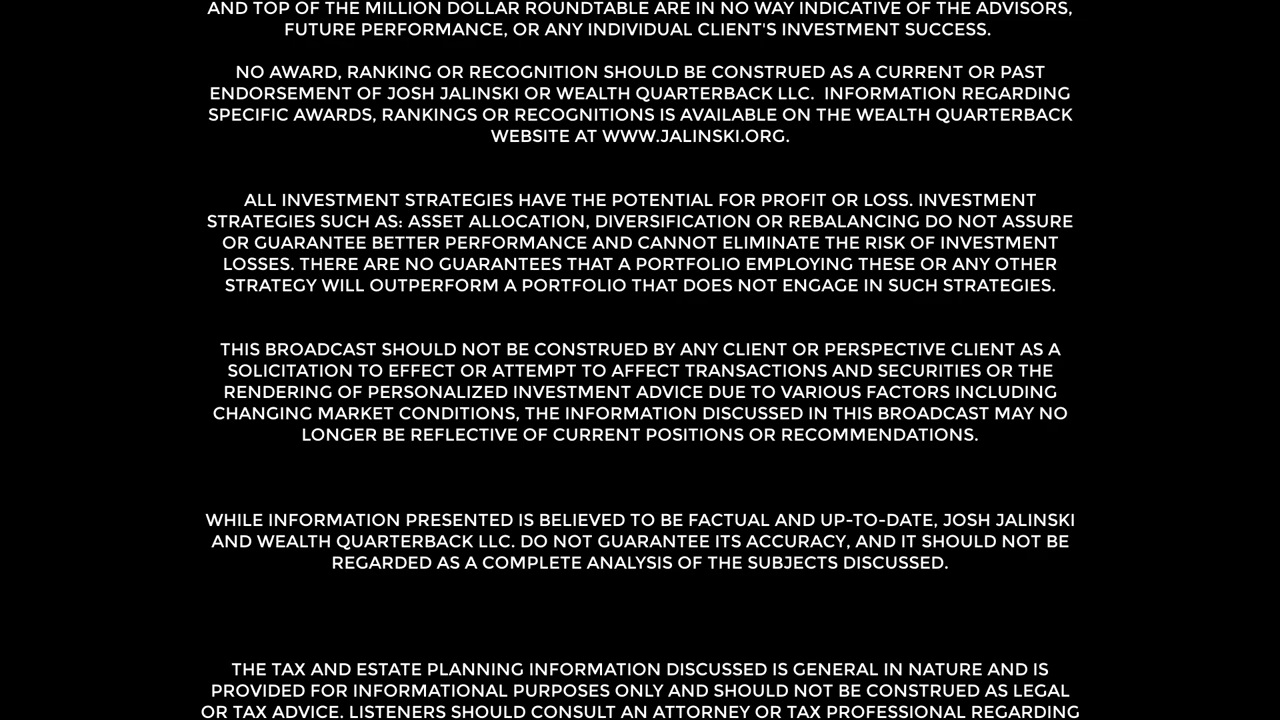 AND TOP OF THE MILLION DOLLAR ROUNDTABLE ARE IN NO WAY INDICATIVE OF THE ADVISORS,
FUTURE PERFORMANCE, OR ANY INDIVIDUAL CLIENT'S INVESTMENT SUCCESS.
NO AWARD, RANKING OR RECOGNITION SHOULD BE CONSTRUED AS A CURRENT OR PAST
ENDORSEMENT OF JOSH JALINSKI OR WEALTH QUARTERBACK LLC. INFORMATION REGARDING
SPECIFIC AWARDS, RANKINGS OR RECOGNITIONS IS AVAILABLE ON THE WEALTH QUARTERBACK
WEBSITE AT WWW.JALINSKI.ORG.
ALL INVESTMENT STRATEGIES HAVE THE POTENTIAL FOR PROFIT OR LOSS. INVESTMENT
STRATEGIES SUCH AS: ASSET ALLOCATION, DIVERSIFICATION OR REBALANCING DO NOT ASSURE
OR GUARANTEE BETTER PERFORMANCE AND CANNOT ELIMINATE THE RISK OF INVESTMENT
LOSSES. THERE ARE NO GUARANTEES THAT A PORTFOLIO EMPLOYING THESE OR ANY OTHER
STRATEGY WILL OUTPERFORM A PORTFOLIO THAT DOES NOT ENGAGE IN SUCH STRATEGIES.
THIS BROADCAST SHOULD NOT BE CONSTRUED BY ANY CLIENT OR PERSPECTIVE CLIENT AS A
SOLICITATION TO EFFECT OR ATTEMPT TO AFFECT TRANSACTIONS AND SECURITIES OR THE
RENDERING OF PERSONALIZED INVESTMENT ADVICE DUE TO VARIOUS FACTORS INCLUDING
CHANGING MARKET CONDITIONS, THE INFORMATION DISCUSSED IN THIS BROADCAST MAY NO
LONGER BE REFLECTIVE OF CURRENT POSITIONS OR RECOMMENDATIONS.
WHILE INFORMATION PRESENTED IS BELIEVED TO BE FACTUAL AND UP-TO-DATE, JOSH JALINSKI
AND WEALTH QUARTERBACK LLC. DO NOT GUARANTEE ITS ACCURACY, AND IT SHOULD NOT BE
REGARDED AS A COMPLETE ANALYSIS OF THE SUBJECTS DISCUSSED.
THE TAX AND ESTATE PLANNING INFORMATION DISCUSSED IS GENERAL IN NATURE AND IS
PROVIDED FOR INFORMATIONAL PURPOSES ONLY AND SHOULD NOT BE CONSTRUED AS LEGAL
OR TAX ADVICE. LISTENERS SHOULD CONSULT AN ATTORNEY OR TAX PROFESSIONAL REGARDING